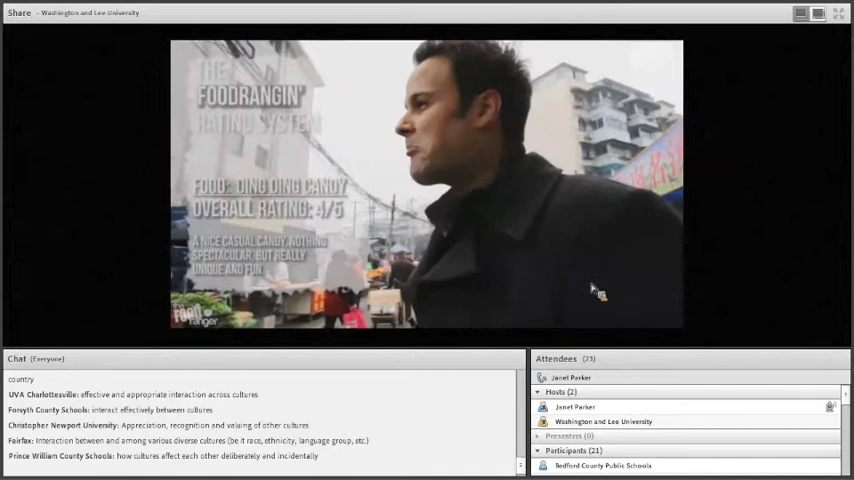 Share - Washington and Lee University
THE
FOODRANGIN'
RATING SYSTEM
FOOD: DING DING CANDY
OVERALL RATING: 4/5
A NICE CASUAL CANDY, NOTHING
SPECTACULAR, BUT REALLY
UNIQUE AND FUN.
THE
FOOD
ranger
Chat (Everyone)
country
UVA Charlottesville: effective and appropriate interaction across cultures
Forsyth County Schools: interact effectively between cultures
Christopher Newport University: Appreciation, recognition and valuing of other cultures
Fairfax: Interaction between and among various diverse cultures (be it race, ethnicity, language group, etc.)
Prince William County Schools: how cultures affect each other deliberately and incidentally
Attendees (23)
Janet Parker
Hosts (2)
Janet Parker
Washington and Lee University
Presenters (0)
Participants (21)
Bedford County Public Schools